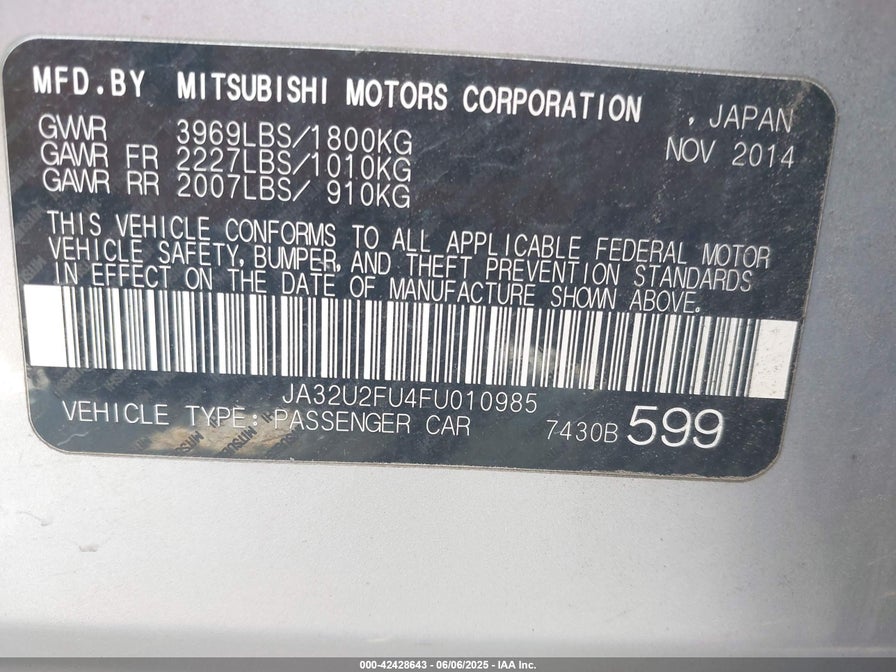 MFD.BY MITSUBISHI MOTORS CORPORATION , JAPAN
GVWR 3969LBS/1800KG NOV 2014
GAWR FR 2227LBS/1010KG
GAWR RR 2007LBS/ 910KG
THIS VEHICLE CONFORMS TO ALL APPLICABLE FEDERAL MOTOR
VEHICLE SAFETY, BUMPER, AND THEFT PREVENTION STANDARDS
IN EFFECT ON THE DATE OF MANUFACTURE SHOWN ABOVE.
JA32U2FU4FU010985
VEHICLE TYPE: PASSENGER CAR 7430B 599
000-42428643 - 06/06/2025 - IAA Inc.